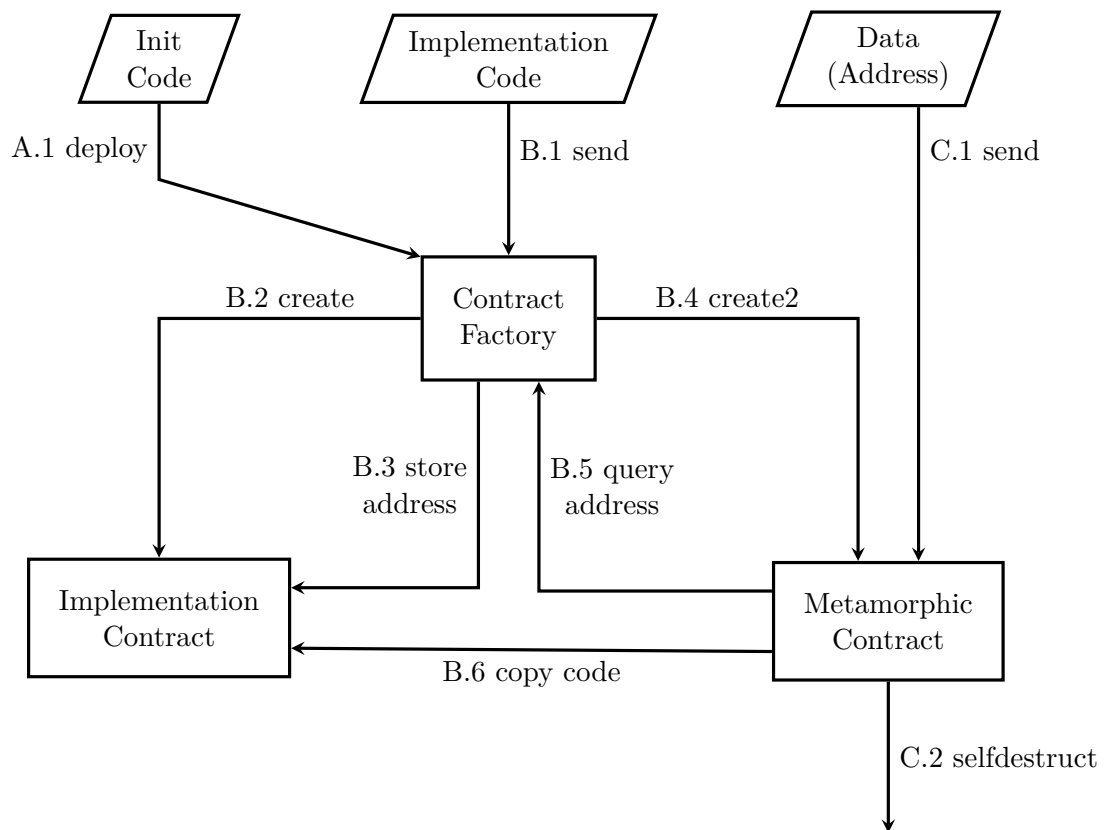 Init
Code
Implementation
Code
Data
(Address)
A.1 deploy
B.1 send
C.1 send
B.2 create
Contract
Factory
B.4 create2
B.3 store
address
B.5 query
address
Implementation
Contract
Metamorphic
Contract
B.6 copy code
C.2 selfdestruct